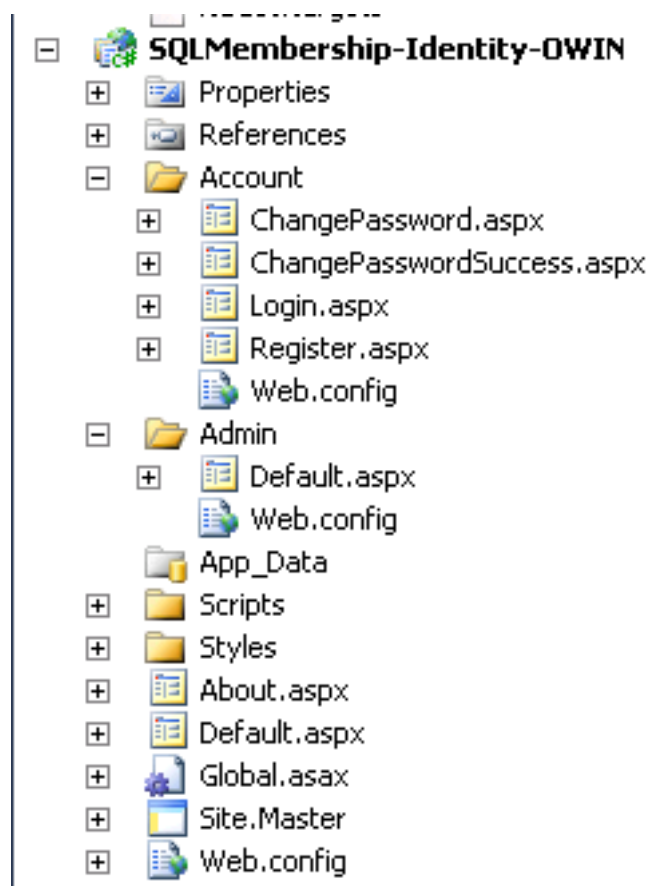 SQLMembership-Identity-OWIN
Properties
References
Account
ChangePassword.aspx
ChangePasswordSuccess.aspx
Login.aspx
Register.aspx
Web.config
Admin
Default.aspx
Web.config
App_Data
Scripts
Styles
About.aspx
Default.aspx
Global.asax
Site.Master
Web.config